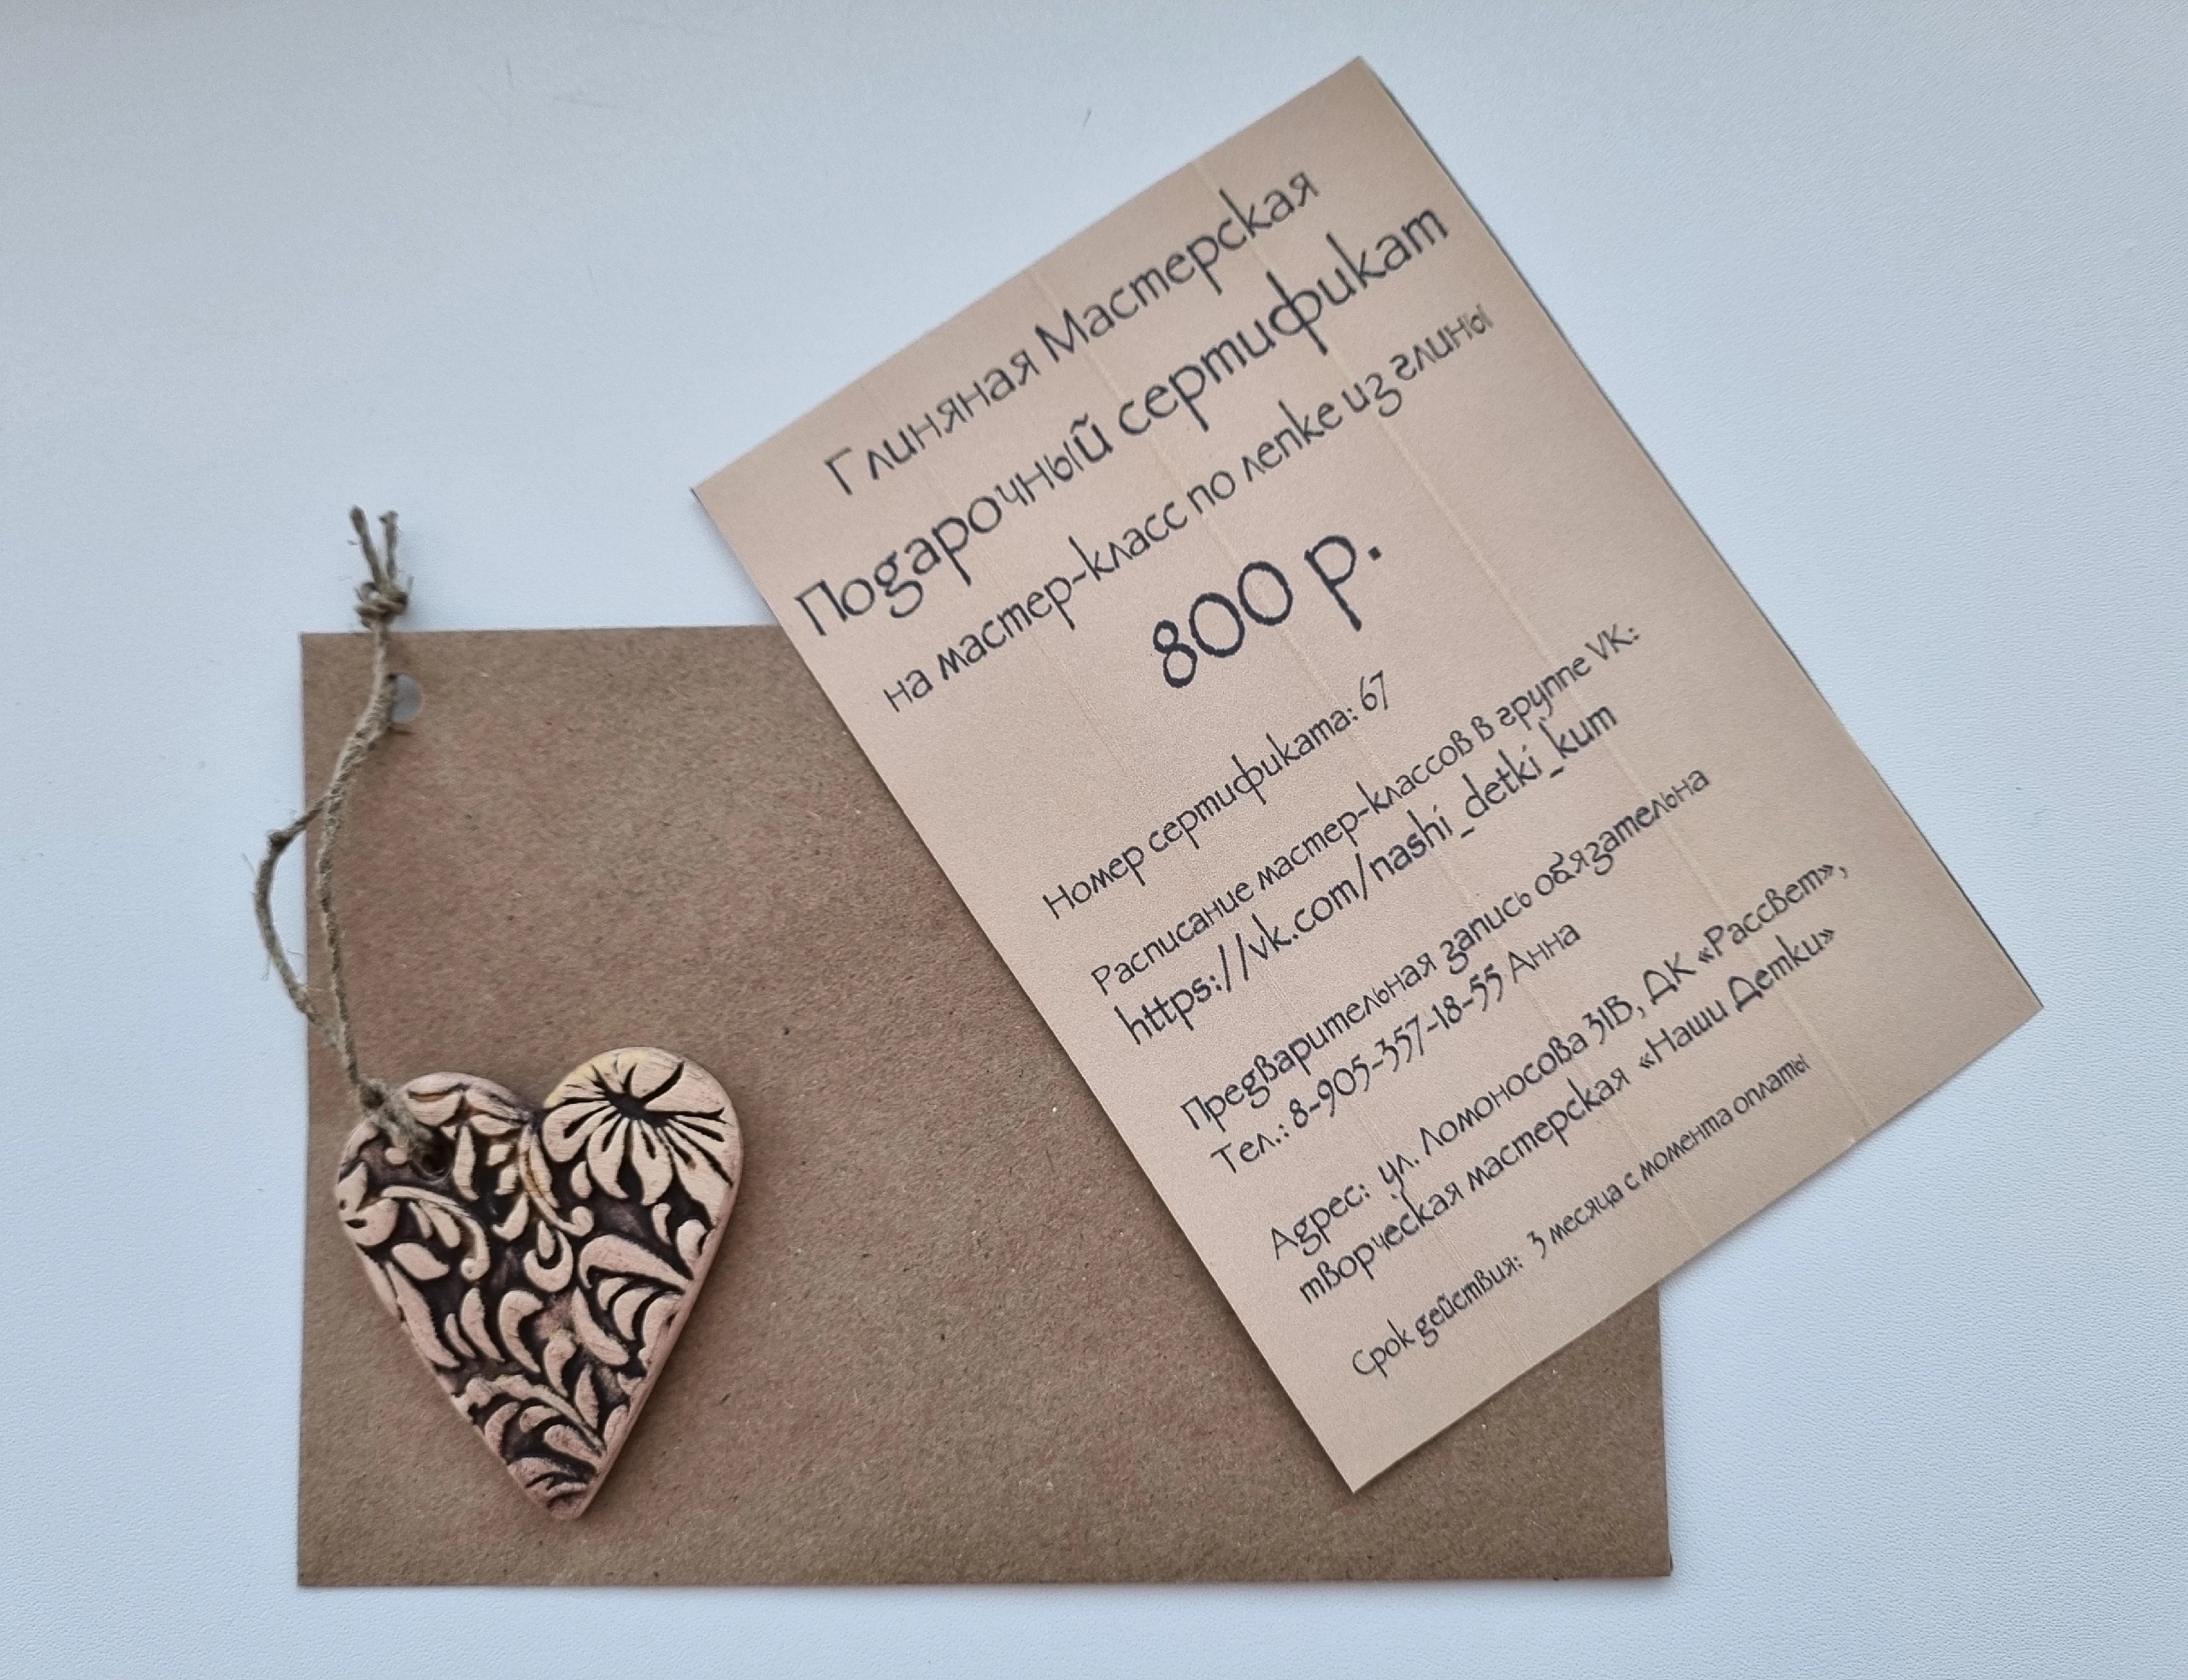 Глиняная Мастерская
Подарочный сертификат
на мастер-класс по лепке из глины
800 р.
Номер сертификата: 67
Расписание мастер-классов в группе VK:
https://vk.com/nashi_detki_kum
Предварительная запись обязательна
Тел.: 8-905-357-18-55 Анна
Адрес: ул. Ломоносова 31В, ДК «Рассвет»,
творческая мастерская «Наши Детки»
Срок действия: 3 месяца с момента оплаты